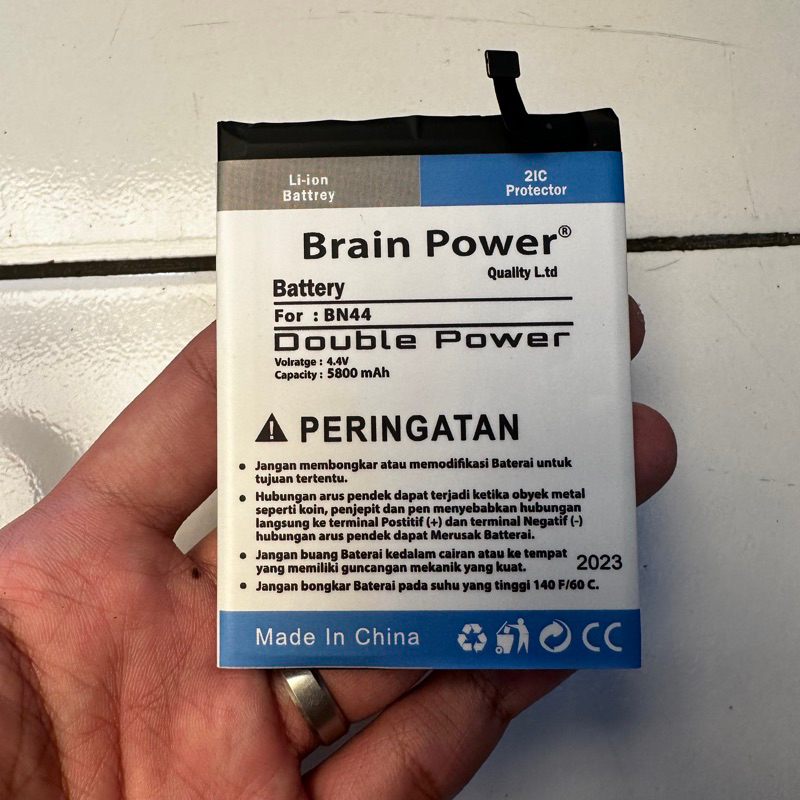 Li-ion
Battrey
2IC
Protector
Brain Power®
Quality L.td
Battery
For : BN44
Double Power
Volratge : 4.4V
Capacity : 5800 mAh
PERINGATAN
• Jangan membongkar atau memodifikasi Baterai untuk
tujuan tertentu.
• Hubungan arus pendek dapat terjadi ketika obyek metal
seperti koin, penjepit dan pen menyebabkan hubungan
langsung ke terminal Postitif (+) dan terminal Negatif (-)
hubungan arus pendek dapat Merusak Batterai.
• Jangan buang Baterai kedalam cairan atau ke tempat
yang memiliki guncangan mekanik yang kuat.
2023
• Jangan bongkar Baterai pada suhu yang tinggi 140 F/60 C.
Made In China
CC